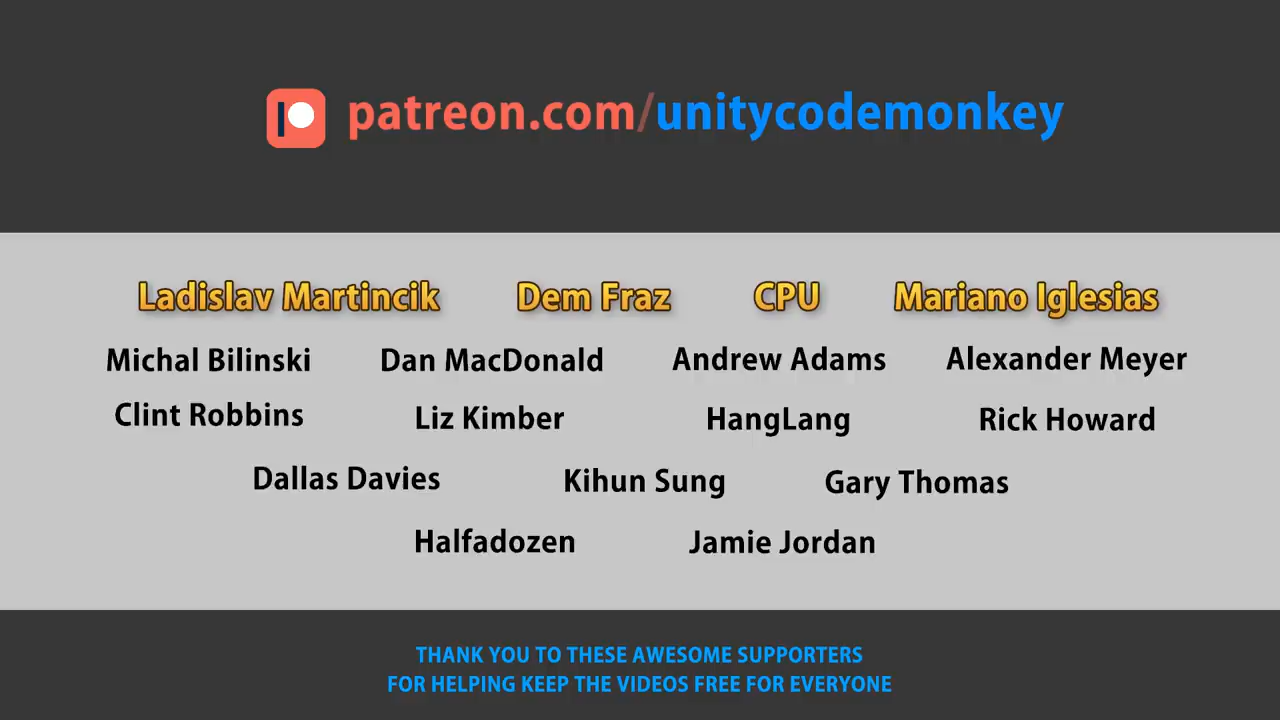 patreon.com/unitycodemonkey
Ladislav Martincik Dem Fraz CPU Mariano Iglesias
Michal Bilinski Dan MacDonald Andrew Adams Alexander Meyer
Clint Robbins Liz Kimber HangLang Rick Howard
Dallas Davies Kihun Sung Gary Thomas
Halfadozen Jamie Jordan
THANK YOU TO THESE AWESOME SUPPORTERS
FOR HELPING KEEP THE VIDEOS FREE FOR EVERYONE